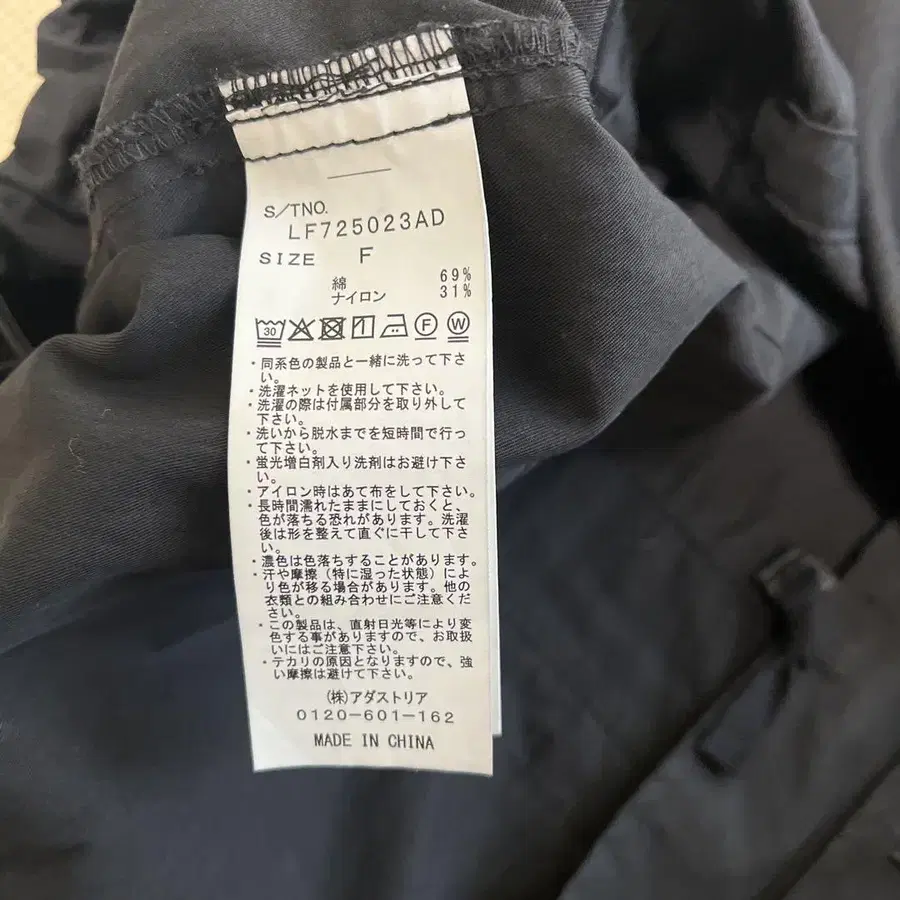 S/TNO.
LF725023AD
SIZE F
綿 69%
ナイロン 31%
30 F W
・同系色の製品と一緒に洗って下さ
い。
・洗濯ネットを使用して下さい。
・洗濯の際は付属部分を取り外して
下さい。
・洗いから脱水までを短時間で行っ
て下さい。
・蛍光増白剤入り洗剤はお避け下さ
い。
・アイロン時はあて布をして下さい。
・長時間濡れたままにしておくと、
色が落ちる恐れがあります。洗濯
後は形を整えて直ぐに干して下さ
い。
・濃色は色落ちすることがあります。
・汗や摩擦（特に湿った状態）によ
り色が移る場合があります。他の
衣類との組み合わせにご注意くだ
さい。
・この製品は、直射日光等により変
色する事がありますので、お取扱
いにはご注意下さい。
・テカリの原因となりますので、強
い摩擦は避けて下さい。
(株)アダストリア
0120-601-162
MADE IN CHINA